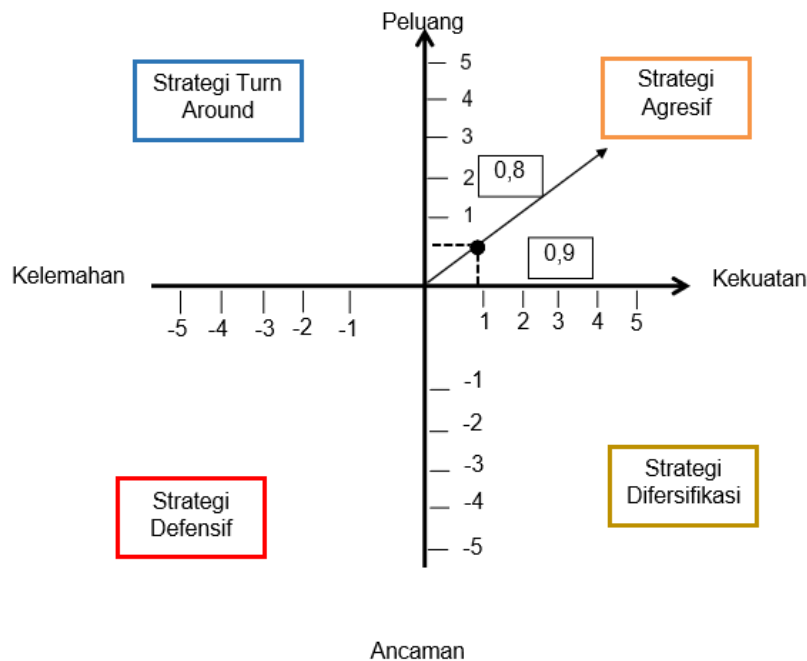 Peluang
Strategi Turn
Around
Strategi
Agresif
5
4
3
2
1
0,8
0,9
Kelemahan
Kekuatan
-5 -4 -3 -2 -1
1 2 3 4 5
-1
-2
-3
-4
-5
Strategi
Defensif
Strategi
Difersifikasi
Ancaman